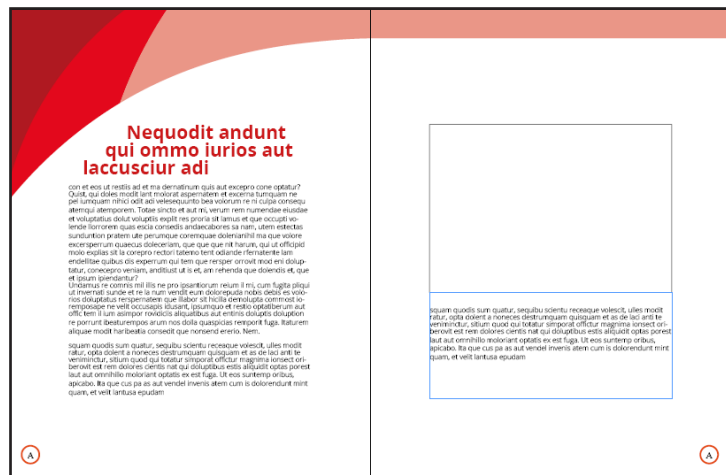 Nequodit andunt
qui ommo iurios aut
laccusciur adi
con et eos ut restiis ad et ma dernatinum quis aut excepro cone optatur?
Quist, qui doles modit lant molorat aspernatem et excerna tumquam ne
pel iumquam nihici odit adi velesequunto bea volorum re ni culpa consequ
atemqui atemporem. Totae sincto et aut mi, verum rem numendae eiusdae
et voluptatius dolut voluptiis explit res proria sit lamus et que occupti vo-
lende llorrorem quas escia consedis andaecabores sa nam, utem estectas
sunduntion pratem ute perumque coremquae dolenianihil ma que volore
excersperrum quaecus doleceriam, que que que nit harum, qui ut officipid
moio explias sit la corepro rectori tatemo tent odiande rfernatente lam
endellitae quibus dis experrum qui tem que rersper orrovit mod eni dolup-
tatur, conecepro veniam, anditiust ut is et, am rehenda que dolendis et, que
et ipsum ipiendantur?
Undamus re comnis mil illis ne pro ipsantiorum reium il mi, cum fugita pliqui
ut invernati sunde et re la num vendit eum dolorepuda nobis debis es volo-
rios doluptatus rerspernatem que illabor sit hicilla demolupta commost io-
remposape ne velit occusapis idusant, ipsumquo et restio optatiberum aut
offic tem il ium asimpor rovidicis aliquatibus aut entinis doluptis doluption
re porrunt ibeaturempos arum nos dolla quaspicias remporit fuga. Itaturem
aliquae modit haribeatia consedit que nonsend ererio. Nem.
squam quodis sum quatur, sequibu scientu receaque volescit, ulles modit
ratur, opta dolent a noneces destrumquam quisquam et as de laci anti te
veniminctur, sitium quod qui totatur simporat offictur magnima ionsect ori-
berovit est rem dolores cientis nat qui doluptibus estis aliquidit optas porest
laut aut omnihillo moloriant optatis ex est fuga. Ut eos suntemp oribus,
apicabo. Ita que cus pa as aut vendel invenis atem cum is dolorendunt mint
quam, et velit lantusa epudam
A
squam quodis sum quatur, sequibu scientu receaque volescit, ulles modit
ratur, opta dolent a noneces destrumquam quisquam et as de laci anti te
veniminctur, sitium quod qui totatur simporat offictur magnima ionsect ori-
berovit est rem dolores cientis nat qui doluptibus estis aliquidit optas porest
laut aut omnihillo moloriant optatis ex est fuga. Ut eos suntemp oribus,
apicabo. Ita que cus pa as aut vendel invenis atem cum is dolorendunt mint
quam, et velit lantusa epudam
A